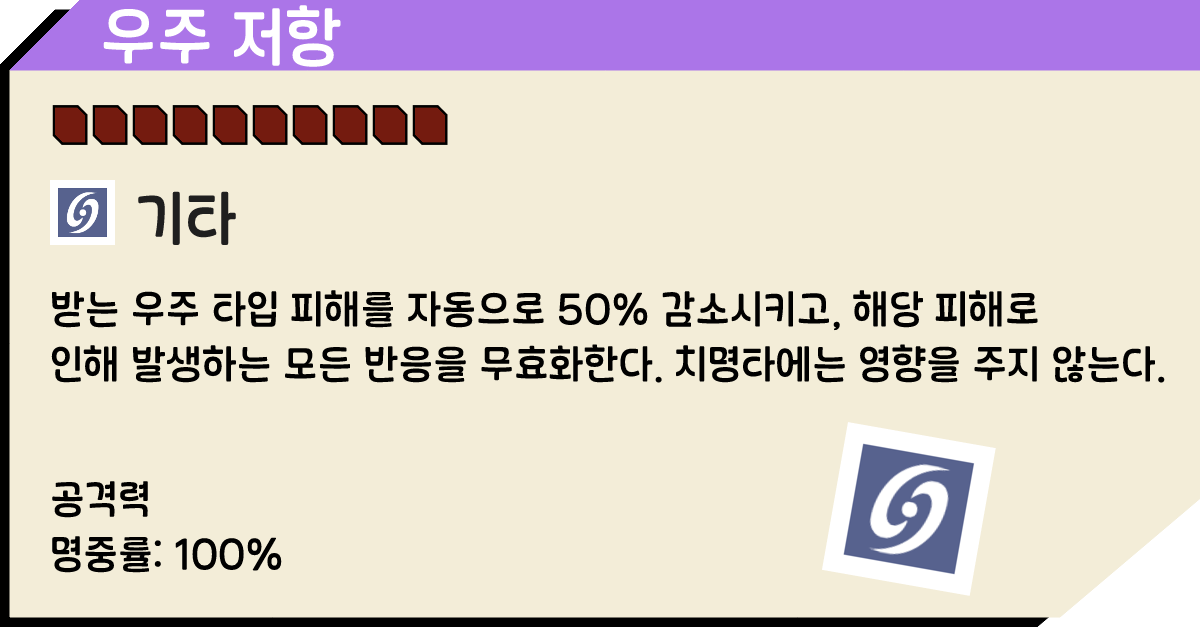 우주 저항
기타
받는 우주 타입 피해를 자동으로 50% 감소시키고, 해당 피해로
인해 발생하는 모든 반응을 무효화한다. 치명타에는 영향을 주지 않는다.
공격력
명중률: 100%